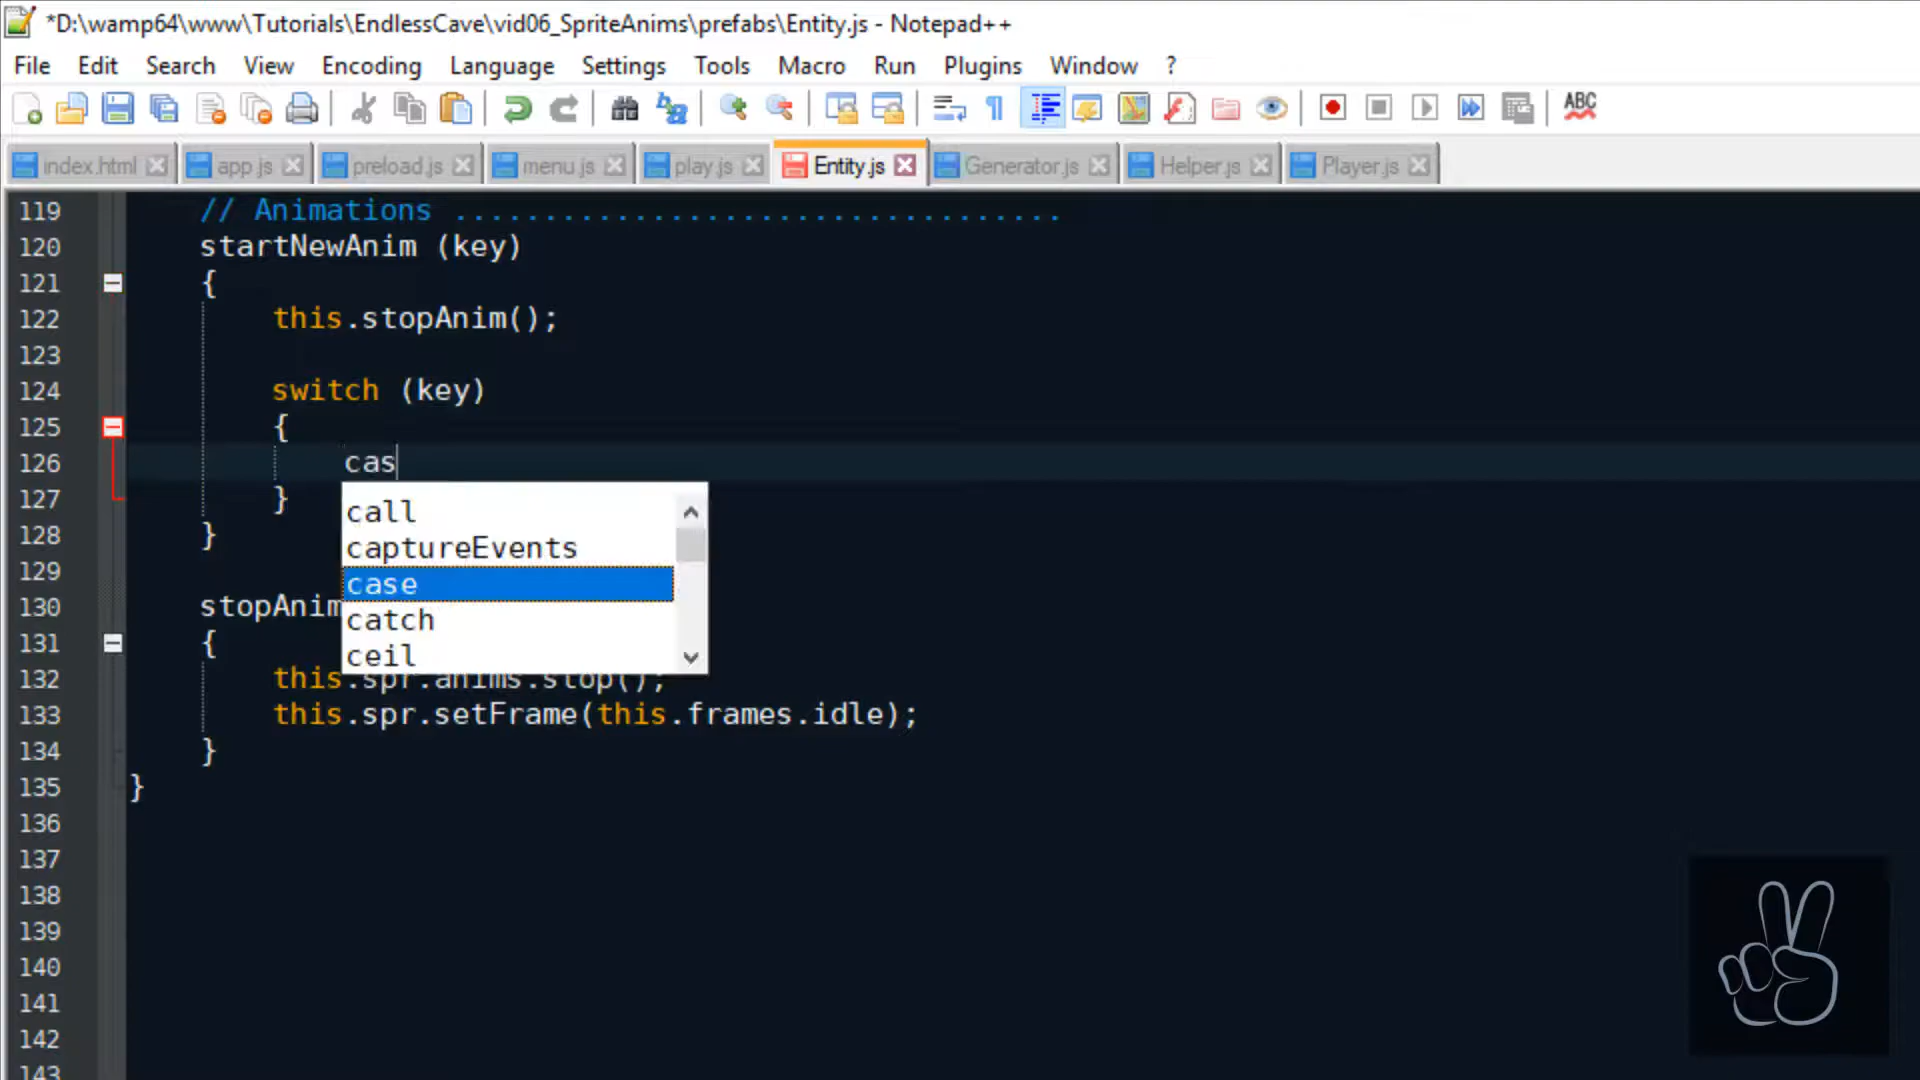 *D:\wamp64\www\Tutorials\EndlessCave\vid06_SpriteAnims\prefabs\Entity.js - Notepad++
File Edit Search View Encoding Language Settings Tools Macro Run Plugins Window ?
ABC
index.html app.js preload.js menu.js play.js Entity.js Generator.js Helper.js Player.js
119 // Animations ..................................
120 startNewAnim (key)
121 {
122 this.stopAnim();
123
124 switch (key)
125 {
126 cas
127 }
128 }
129
130 stopAnim
131 {
132 this.spr.anims.stop();
133 this.spr.setFrame(this.frames.idle);
134 }
135 }
136
137
138
139
140
141
142
143
call
captureEvents
case
catch
ceil